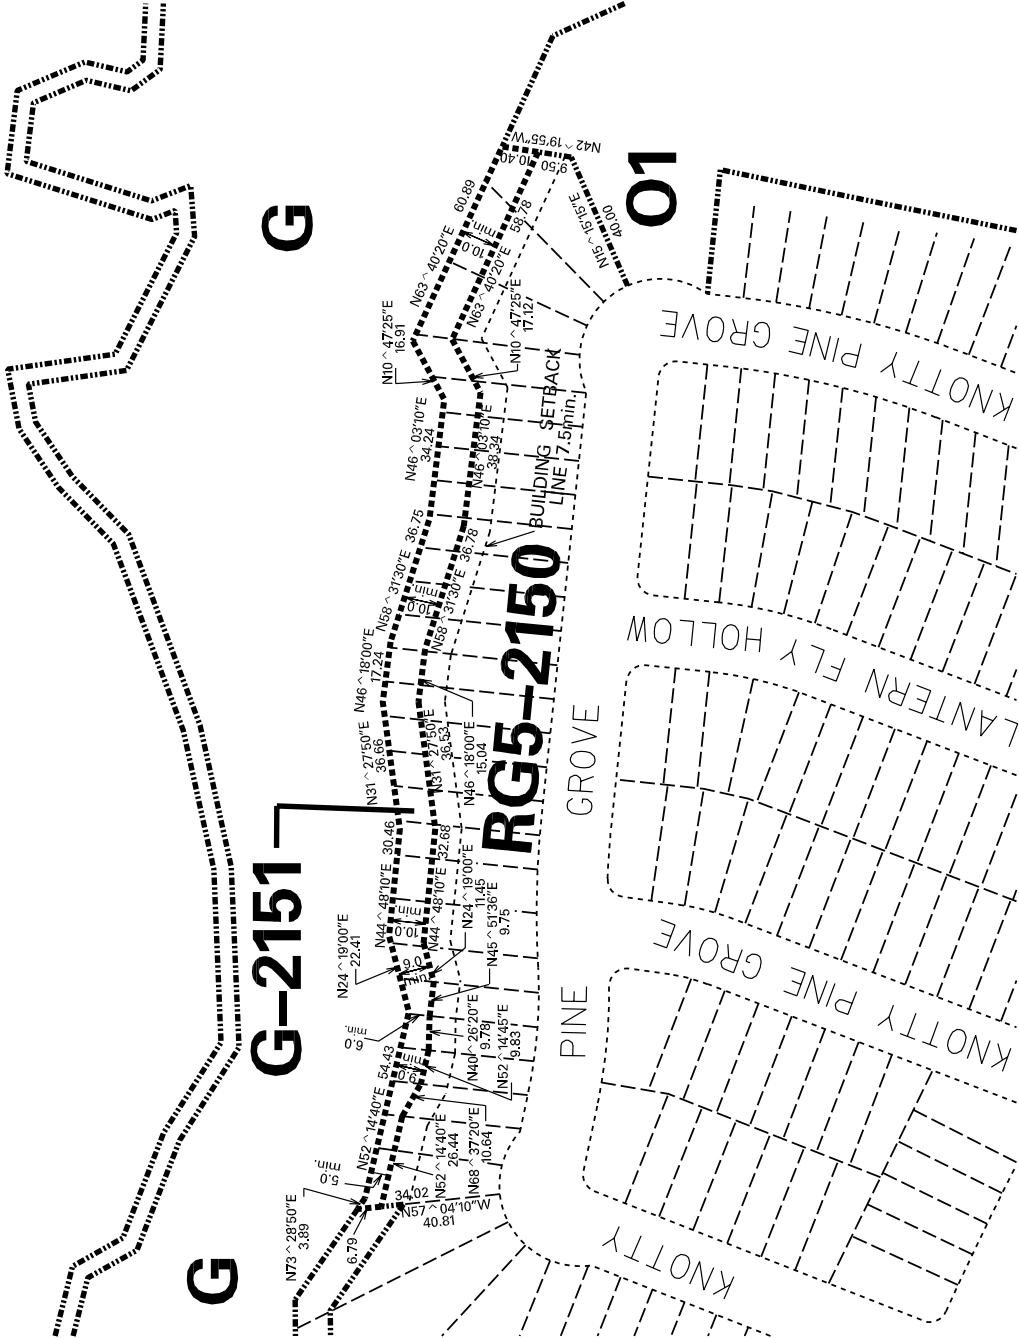 G
O1
N42^19'55"W
10.40
9.50
60.89
58.78
N15^15'15"E
40.00
10.0
min.
N63^40'20"E
N63^40'20"E
N10^47'25"E
16.91
N10^47'25"E
17.12
KNOTTY PINE GROVE
BUILDING SETBACK
LINE 7.5min.
N46^03'10"E
34.24
N46^03'10"E
38.34
36.75
36.78
N58^31'30"E
10.0
min.
N58^31'30"E
RG5-2150
N46^18'00"E
17.24
LANTERN FLY HOLLOW
N31^27'50"E
36.66
N31^27'50"E
36.53
N46^18'00"E
15.04
PINE GROVE
G-2151
30.46
32.68
N44^48'10"E
10.0
min.
N44^48'10"E
N24^19'00"E
11.45
N45^51'36"E
9.75
N24^19'00"E
22.41
9.0
min
6.0
min.
KNOTTY PINE GROVE
N40^26'20"E
9.78
N52^14'45"E
9.83
54.43
9.0
min.
N52^14'40"E
N52^14'40"E
26.44
N68^37'20"E
10.64
5.0
min.
34.02
N57^04'10"W
40.81
N73^28'50"E
3.89
6.79
KNOTTY
G